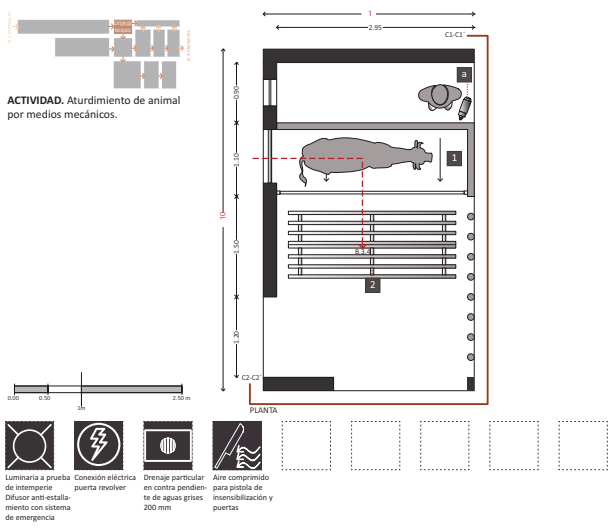 ACTIVIDAD. Aturdimiento de animal
por medios mecánicos.
1
2.95
C1-C1´
a
0.90
1
1.10
10
1.50
B.3.4
2
1.20
C2-C2´
PLANTA
0.00
0.50
1m
2.50 m
Luminaria a prueba
de intemperie
Difusor anti-estalla-
miento con sistema
de emergencia
Conexión eléctrica
puerta revolver
Drenaje particular
en contra pendien-
te de aguas grises
200 mm
Aire comprimido
para pistola de
insensibilización y
puertas